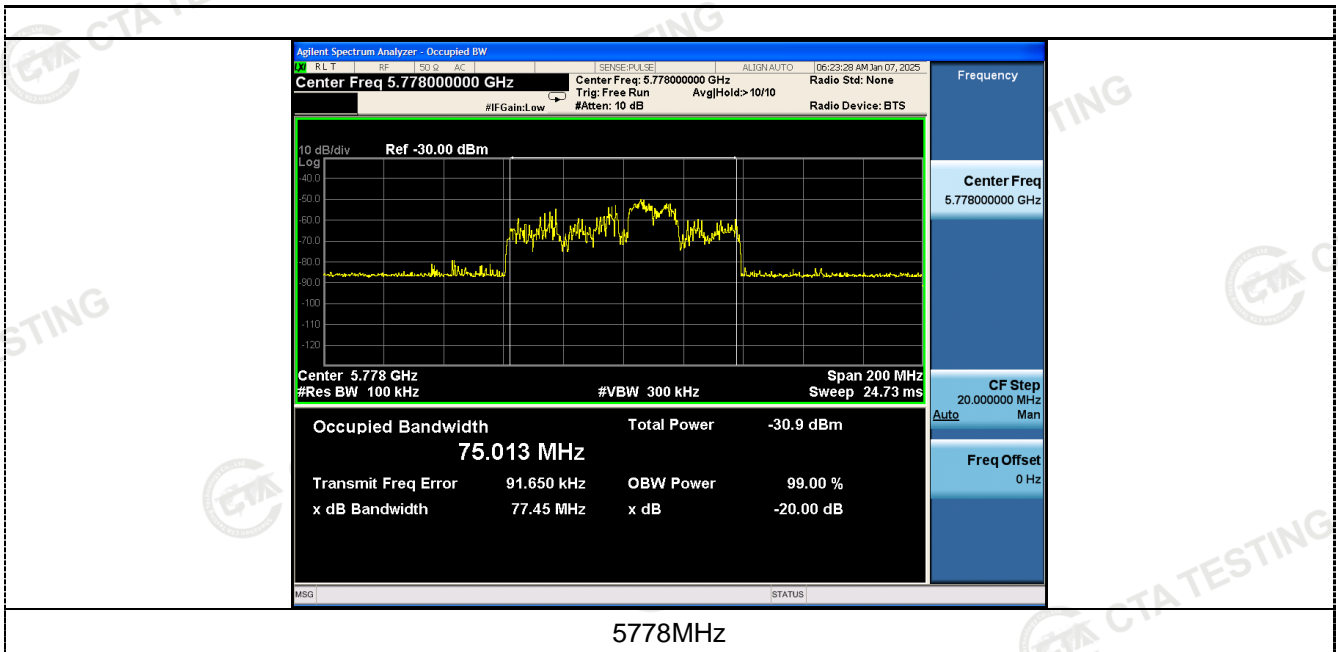 CTA TESTING
Agilent Spectrum Analyzer - Occupied BW
LXI RLT RF 50 Ω AC SENSE:PULSE ALIGN AUTO 06:23:28 AM Jan 07, 2025
Center Freq 5.778000000 GHz
Center Freq: 5.778000000 GHz Radio Std: None
Trig: Free Run Avg|Hold:> 10/10
#IFGain:Low #Atten: 10 dB Radio Device: BTS
Frequency
10 dB/div Ref -30.00 dBm
Log
-40.0
-50.0
-60.0
-70.0
-80.0
-90.0
-100
-110
-120
Center 5.778 GHz Span 200 MHz
#Res BW 100 kHz #VBW 300 kHz Sweep 24.73 ms
Occupied Bandwidth Total Power -30.9 dBm
75.013 MHz
Transmit Freq Error 91.650 kHz OBW Power 99.00 %
x dB Bandwidth 77.45 MHz x dB -20.00 dB
Center Freq
5.778000000 GHz
CF Step
20.000000 MHz
Auto Man
Freq Offset
0 Hz
MSG STATUS
5778MHz
CTA TESTING